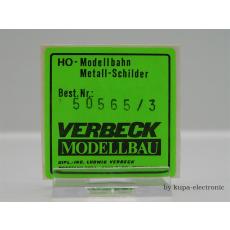 HO-Modellbahn
Metall-Schilder
Best.Nr.:
50565/3
VERBECK
MODELLBAU
DIPL.-ING. LUDWIG VERBECK
by kupa-electronic